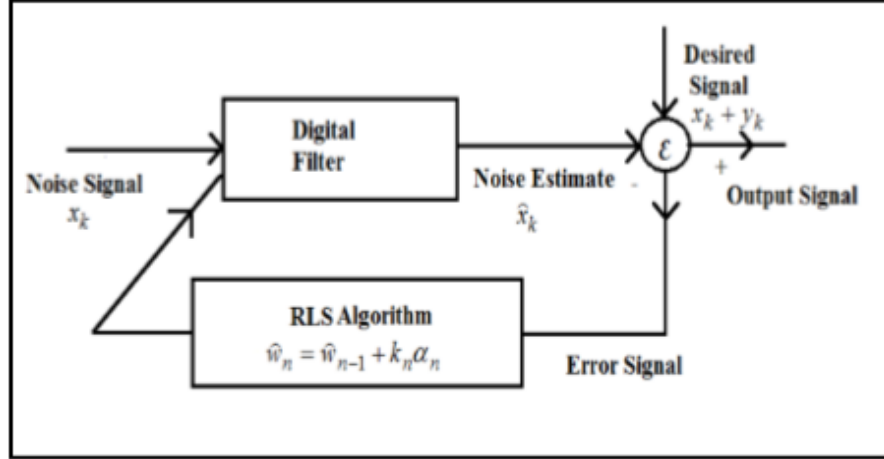 Desired
Signal
x_k + y_k
Digital
Filter
ε
+
-
Noise Signal
x_k
Noise Estimate
x̂_k
Output Signal
RLS Algorithm
ŵ_n = ŵ_{n-1} + k_n α_n
Error Signal